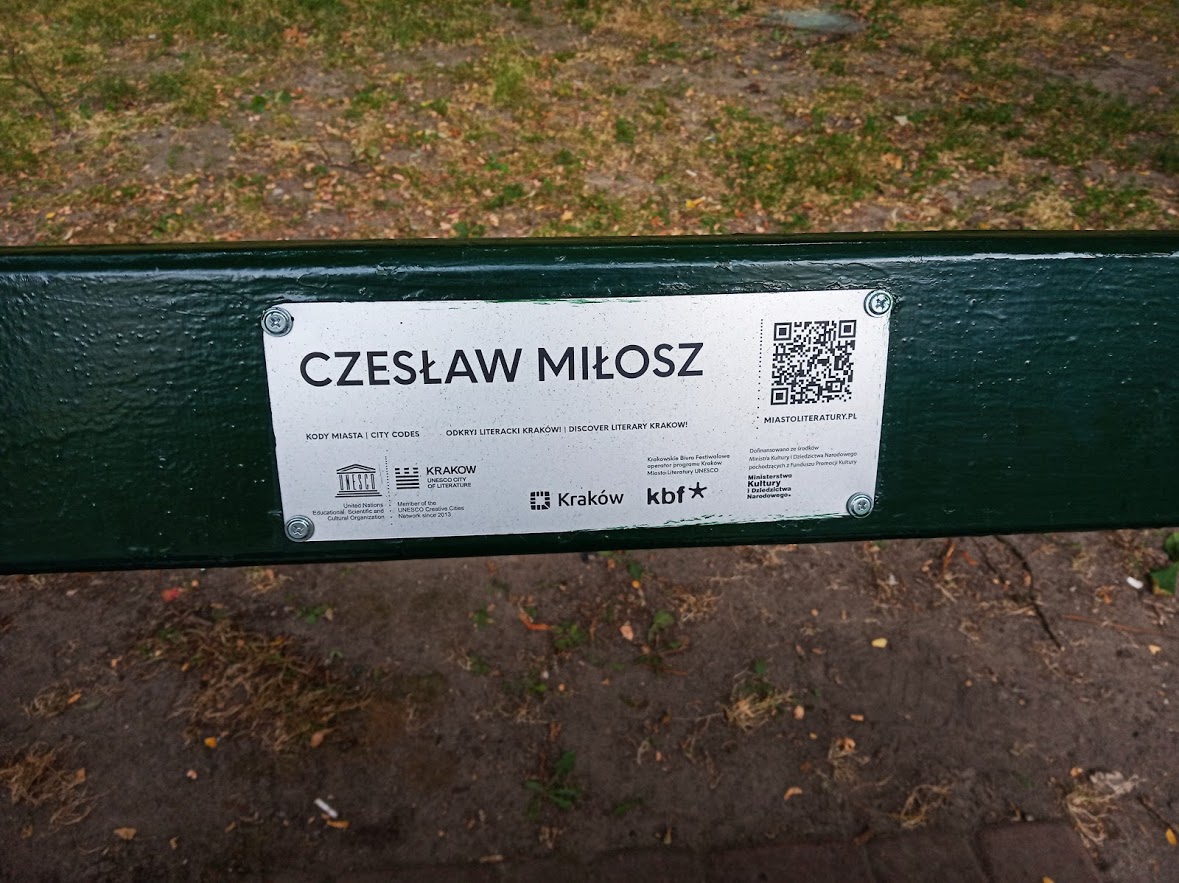 CZESŁAW MIŁOSZ
MIASTOLITERATURY.PL
KODY MIASTA | CITY CODES
ODKRYJ LITERACKI KRAKÓW! | DISCOVER LITERARY KRAKOW!
UNESCO
United Nations
Educational, Scientific and
Cultural Organization
KRAKOW
UNESCO CITY
OF LITERATURE
Member of the
UNESCO Creative Cities
Network since 2013
Kraków
Krakowskie Biuro Festiwalowe
operator programu Kraków
Miasto Literatury UNESCO
kbf*
Dofinansowano ze środków
Ministra Kultury i Dziedzictwa Narodowego
pochodzących z Funduszu Promocji Kultury
Ministerstwo
Kultury
i Dziedzictwa
Narodowego.